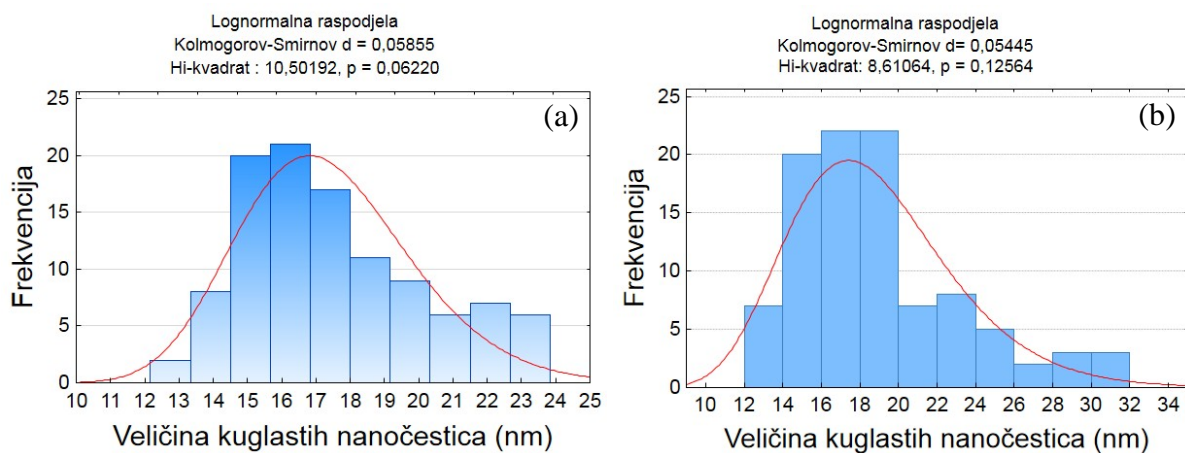 Lognormalna raspodjela
Kolmogorov-Smirnov d = 0,05855
Hi-kvadrat : 10,50192, p = 0,06220
(a)
25
20
15
10
5
0
Frekvencija
10 11 12 13 14 15 16 17 18 19 20 21 22 23 24 25
Veličina kuglastih nanočestica (nm)
Lognormalna raspodjela
Kolmogorov-Smirnov d= 0,05445
Hi-kvadrat: 8,61064, p = 0,12564
(b)
25
20
15
10
5
0
Frekvencija
10 12 14 16 18 20 22 24 26 28 30 32 34
Veličina kuglastih nanočestica (nm)